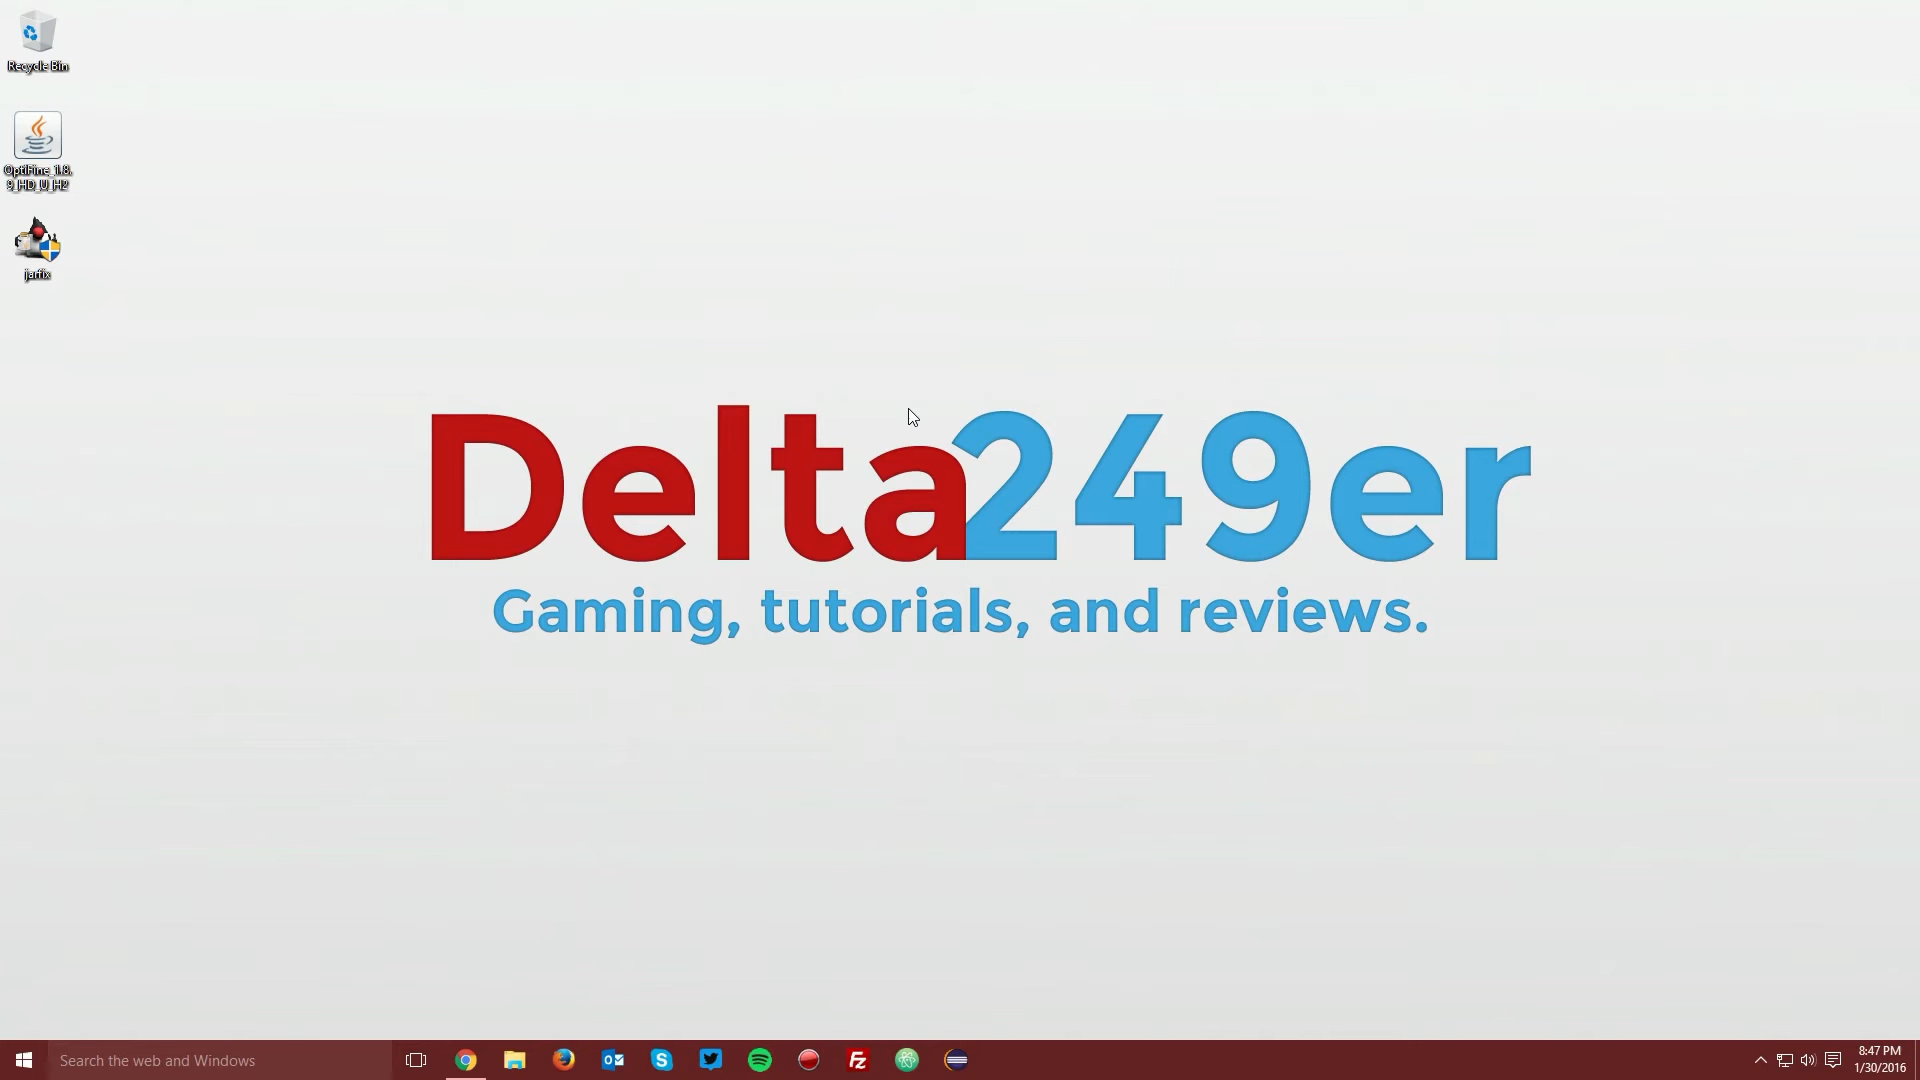 Recycle Bin
OptiFine_1.8.
9_HD_U_H2
jarfix
Delta249er
Gaming, tutorials, and reviews.
Search the web and Windows
8:47 PM
1/30/2016